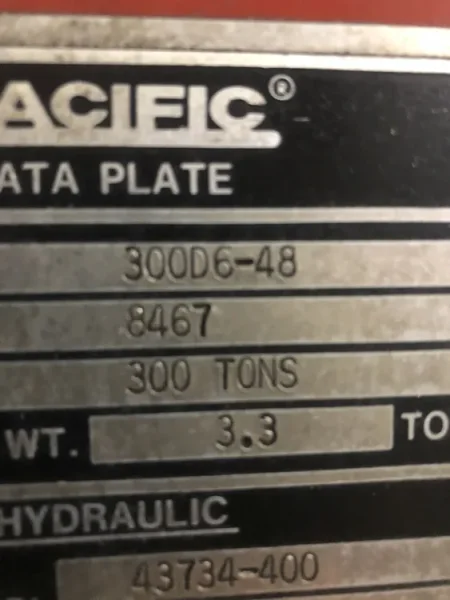 ACIFIC®
ATA PLATE
300D6-48
8467
300 TONS
WT. 3.3 TO
HYDRAULIC
43734-400